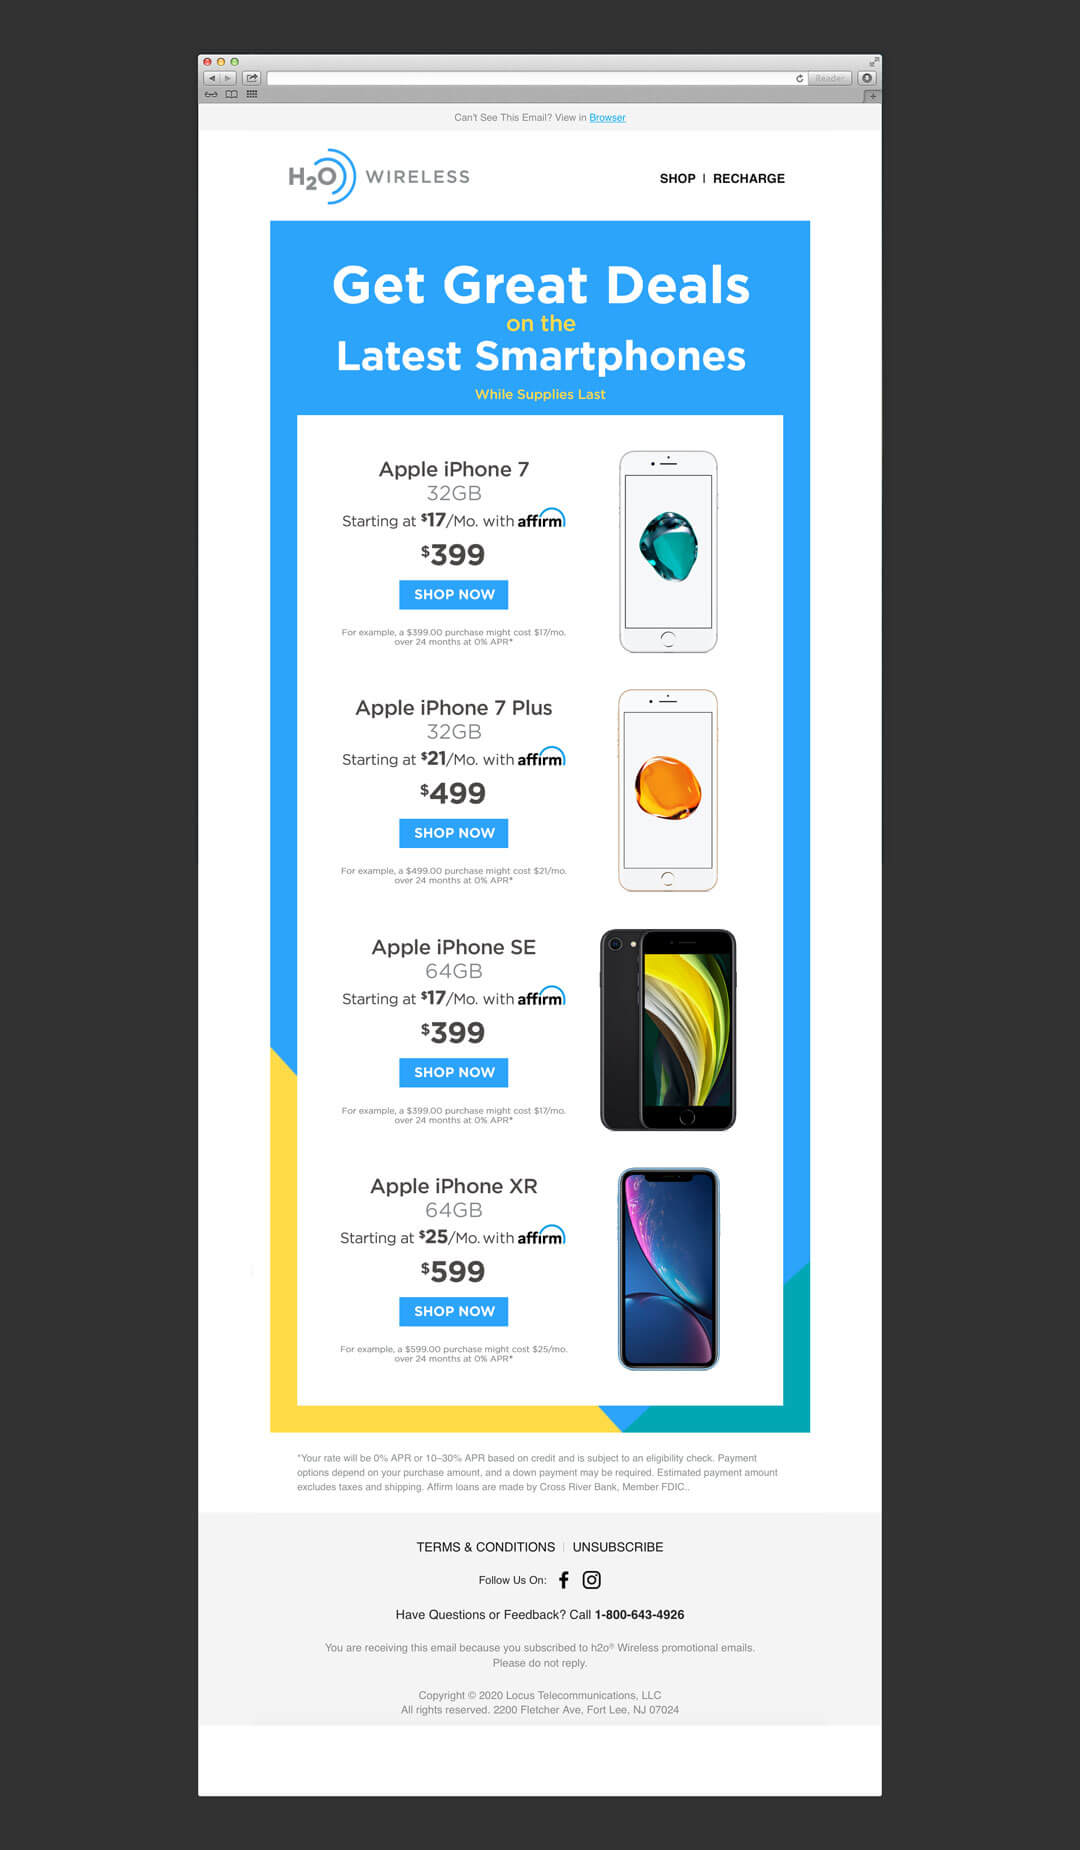 Reader
Can't See This Email? View in Browser
H2O WIRELESS
SHOP | RECHARGE
Get Great Deals
on the
Latest Smartphones
While Supplies Last
Apple iPhone 7
32GB
Starting at $17/Mo. with affirm
$399
SHOP NOW
For example, a $399.00 purchase might cost $17/mo.
over 24 months at 0% APR*
Apple iPhone 7 Plus
32GB
Starting at $21/Mo. with affirm
$499
SHOP NOW
For example, a $499.00 purchase might cost $21/mo.
over 24 months at 0% APR*
Apple iPhone SE
64GB
Starting at $17/Mo. with affirm
$399
SHOP NOW
For example, a $399.00 purchase might cost $17/mo.
over 24 months at 0% APR*
Apple iPhone XR
64GB
Starting at $25/Mo. with affirm
$599
SHOP NOW
For example, a $599.00 purchase might cost $25/mo.
over 24 months at 0% APR*
*Your rate will be 0% APR or 10–30% APR based on credit and is subject to an eligibility check. Payment
options depend on your purchase amount, and a down payment may be required. Estimated payment amount
excludes taxes and shipping. Affirm loans are made by Cross River Bank, Member FDIC..
TERMS & CONDITIONS | UNSUBSCRIBE
Follow Us On:
Have Questions or Feedback? Call 1-800-643-4926
You are receiving this email because you subscribed to h2o® Wireless promotional emails.
Please do not reply.
Copyright © 2020 Locus Telecommunications, LLC
All rights reserved. 2200 Fletcher Ave, Fort Lee, NJ 07024